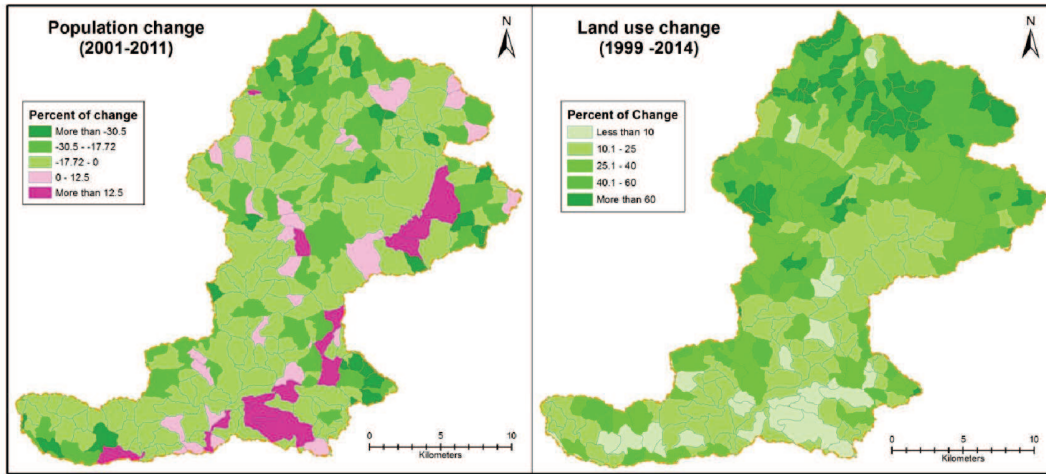 Population change
(2001-2011)
N
Percent of change
More than -30.5
-30.5 - -17.72
-17.72 - 0
0 - 12.5
More than 12.5
0 5 10
Kilometers
Land use change
(1999 -2014)
N
Percent of Change
Less than 10
10.1 - 25
25.1 - 40
40.1 - 60
More than 60
0 5 10
Kilometers